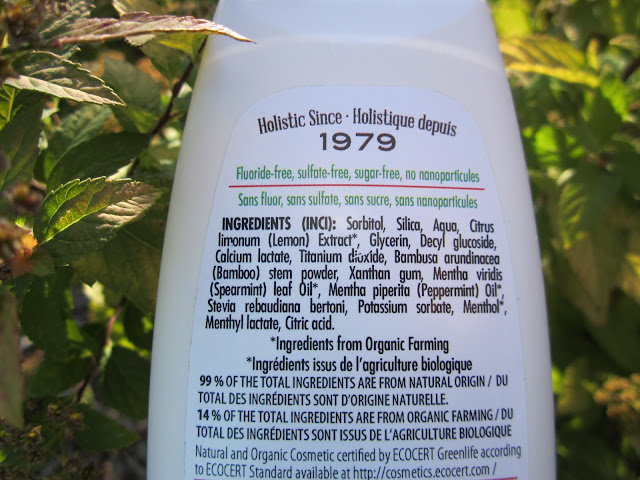 Holistic Since · Holistique depuis
1979
Fluoride-free, sulfate-free, sugar-free, no nanoparticules
Sans fluor, sans sulfate, sans sucre, sans nanoparticules
INGREDIENTS (INCI): Sorbitol, Silica, Aqua, Citrus
limonum (Lemon) Extract*, Glycerin, Decyl glucoside,
Calcium lactate, Titanium dioxide, Bambusa arundinacea
(Bamboo) stem powder, Xanthan gum, Mentha viridis
(Spearmint) leaf Oil*, Mentha piperita (Peppermint) Oil*,
Stevia rebaudiana bertoni, Potassium sorbate, Menthol*,
Menthyl lactate, Citric acid.
*Ingredients from Organic Farming
*Ingrédients issus de l'agriculture biologique
99 % OF THE TOTAL INGREDIENTS ARE FROM NATURAL ORIGIN / DU
TOTAL DES INGRÉDIENTS SONT D'ORIGINE NATURELLE.
14 % OF THE TOTAL INGREDIENTS ARE FROM ORGANIC FARMING / DU
TOTAL DES INGRÉDIENTS SONT ISSUS DE L'AGRICULTURE BIOLOGIQUE
Natural and Organic Cosmetic certified by ECOCERT Greenlife according
to ECOCERT Standard available at http://cosmetics.ecocert.com /